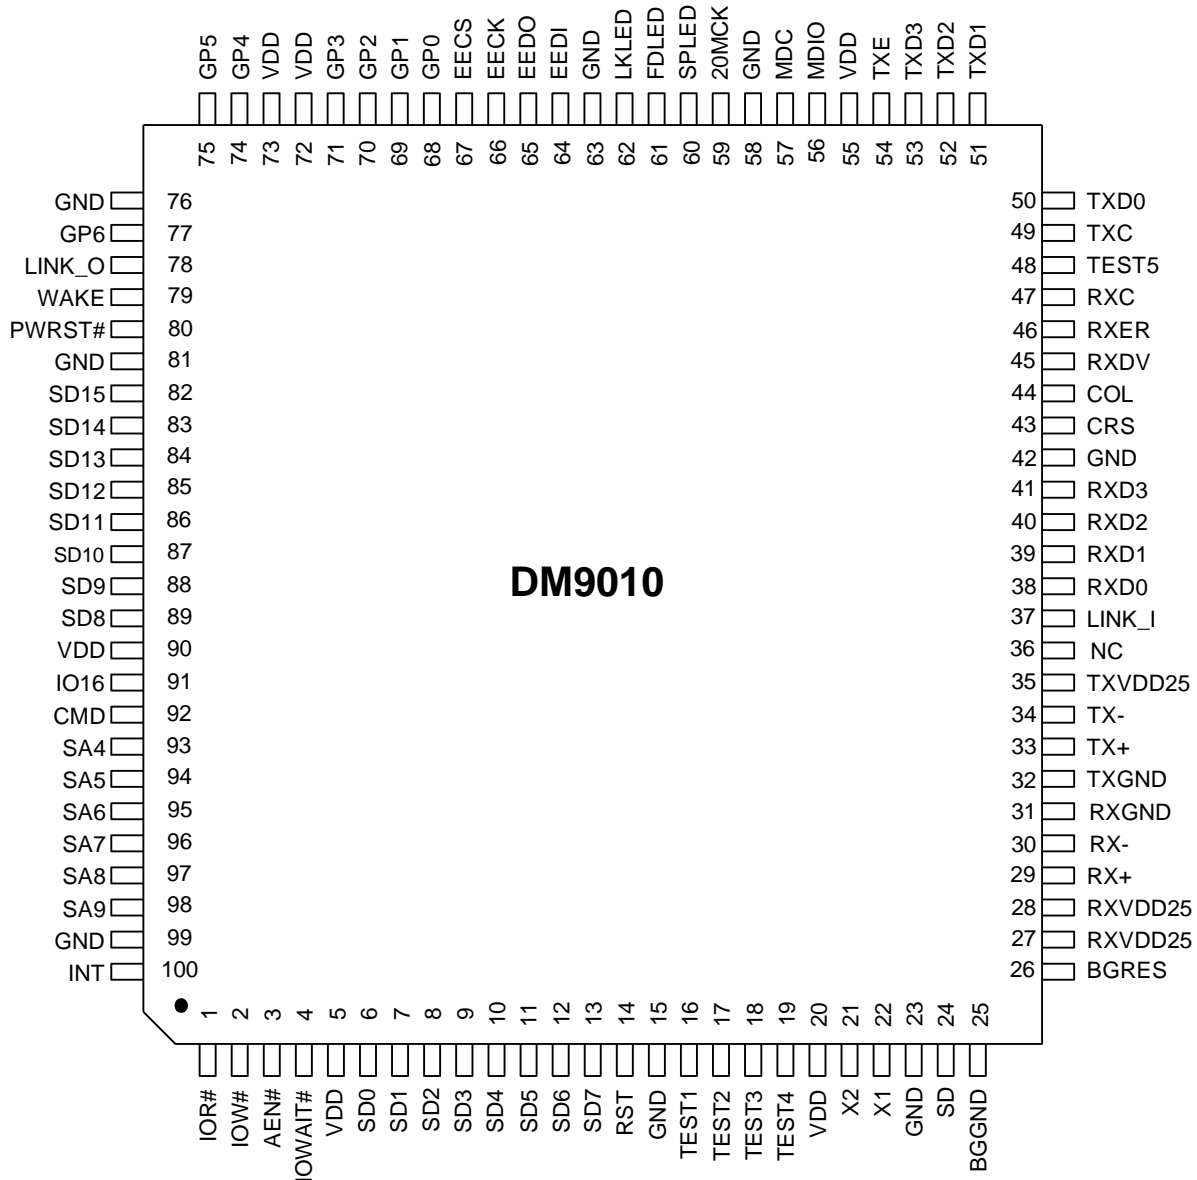 GP5 GP4 VDD VDD GP3 GP2 GP1 GP0 EECS EECK EEDO EEDI GND LKLED FDLED SPLED 20MCK GND MDC MDIO VDD TXE TXD3 TXD2 TXD1
75 74 73 72 71 70 69 68 67 66 65 64 63 62 61 60 59 58 57 56 55 54 53 52 51
GND 76 50 TXD0
GP6 77 49 TXC
LINK_O 78 48 TEST5
WAKE 79 47 RXC
PWRST# 80 46 RXER
GND 81 45 RXDV
SD15 82 44 COL
SD14 83 43 CRS
SD13 84 42 GND
SD12 85 41 RXD3
SD11 86 40 RXD2
SD10 87 39 RXD1
DM9010
SD9 88 38 RXD0
SD8 89 37 LINK_I
VDD 90 36 NC
IO16 91 35 TXVDD25
CMD 92 34 TX-
SA4 93 33 TX+
SA5 94 32 TXGND
SA6 95 31 RXGND
SA7 96 30 RX-
SA8 97 29 RX+
SA9 98 28 RXVDD25
GND 99 27 RXVDD25
INT 100 26 BGRES
1 2 3 4 5 6 7 8 9 10 11 12 13 14 15 16 17 18 19 20 21 22 23 24 25
IOR# IOW# AEN# IOWAIT# VDD SD0 SD1 SD2 SD3 SD4 SD5 SD6 SD7 RST GND TEST1 TEST2 TEST3 TEST4 VDD X2 X1 GND SD BGGND